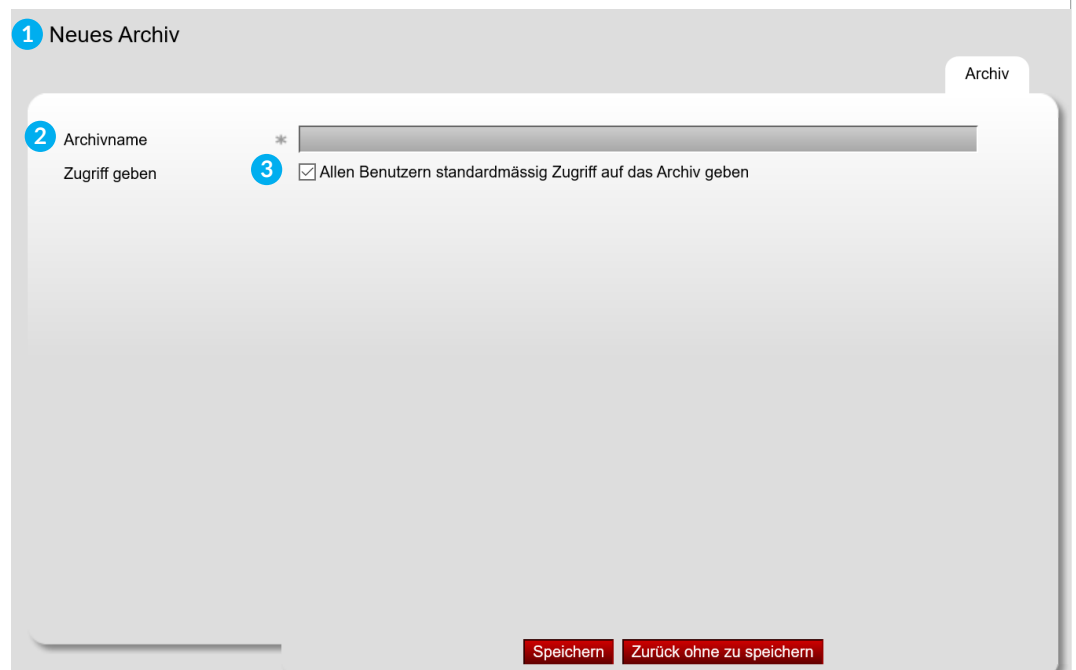 1 Neues Archiv
Archiv
2 Archivname *
Zugriff geben 3 Allen Benutzern standardmässig Zugriff auf das Archiv geben
Speichern Zurück ohne zu speichern